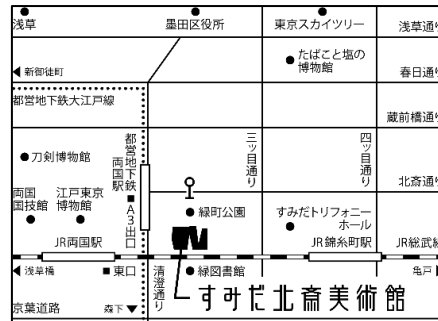 浅草
墨田区役所
東京スカイツリー
浅草通り
たばこと塩の
博物館
新御徒町
春日通り
都営地下鉄大江戸線
蔵前橋通り
都営地下鉄
両国駅
A3出口
三ッ目通り
四ッ目通り
刀剣博物館
両国
国技館
江戸東京
博物館
北斎通り
緑町公園
すみだトリフォニー
ホール
JR両国駅
JR錦糸町駅
JR総武線
浅草橋
東口
清澄通り
緑図書館
亀戸
すみだ北斎美術館
京葉道路
森下